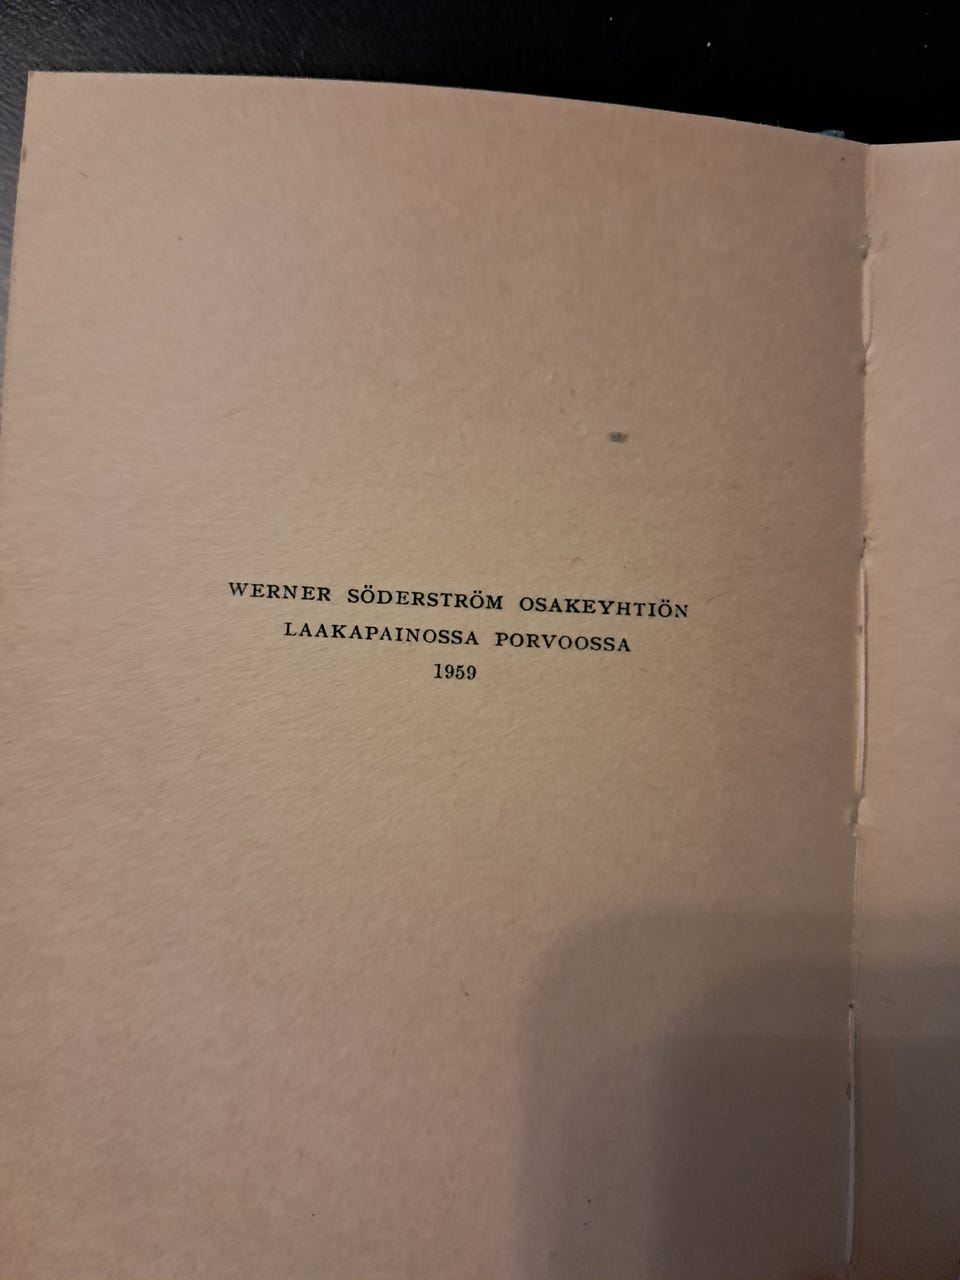 WERNER SÖDERSTRÖM OSAKEYHTIÖN
LAAKAPAINOSSA PORVOOSSA
1959